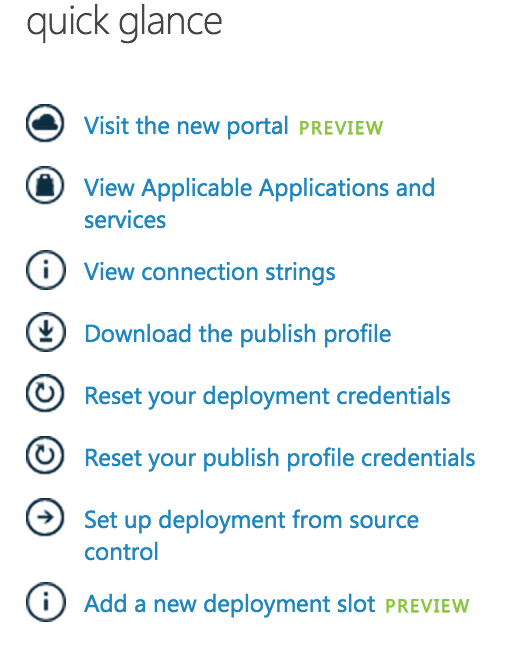 quick glance
Visit the new portal PREVIEW
View Applicable Applications and
services
View connection strings
Download the publish profile
Reset your deployment credentials
Reset your publish profile credentials
Set up deployment from source
control
Add a new deployment slot PREVIEW